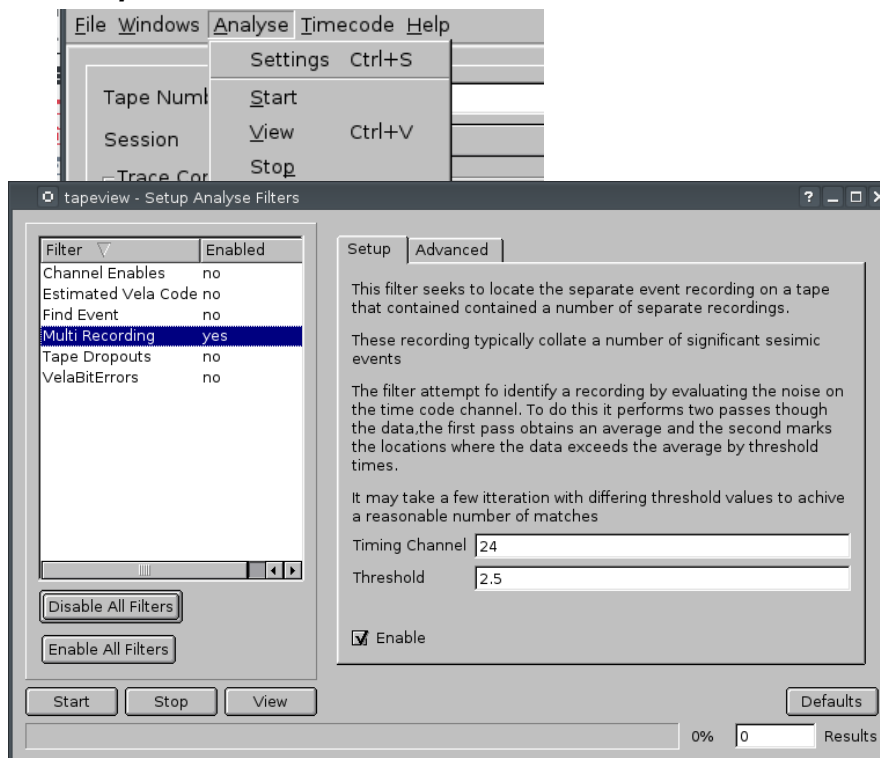 File Windows Analyse Timecode Help
Settings Ctrl+S
Tape Numb
Start
Session
View Ctrl+V
Stop
Trace Cor
tapeview - Setup Analyse Filters
Filter Enabled
Channel Enables no
Estimated Vela Code no
Find Event no
Multi Recording yes
Tape Dropouts no
VelaBitErrors no
Disable All Filters
Enable All Filters
Setup Advanced
This filter seeks to locate the separate event recording on a tape
that contained contained a number of separate recordings.
These recording typically collate a number of significant sesimic
events
The filter attempt fo identify a recording by evaluating the noise on
the time code channel. To do this it performs two passes though
the data,the first pass obtains an average and the second marks
the locations where the data exceeds the average by threshold
times.
It may take a few itteration with differing threshold values to achive
a reasonable number of matches
Timing Channel 24
Threshold 2.5
Enable
Start Stop View
Defaults
0% 0 Results